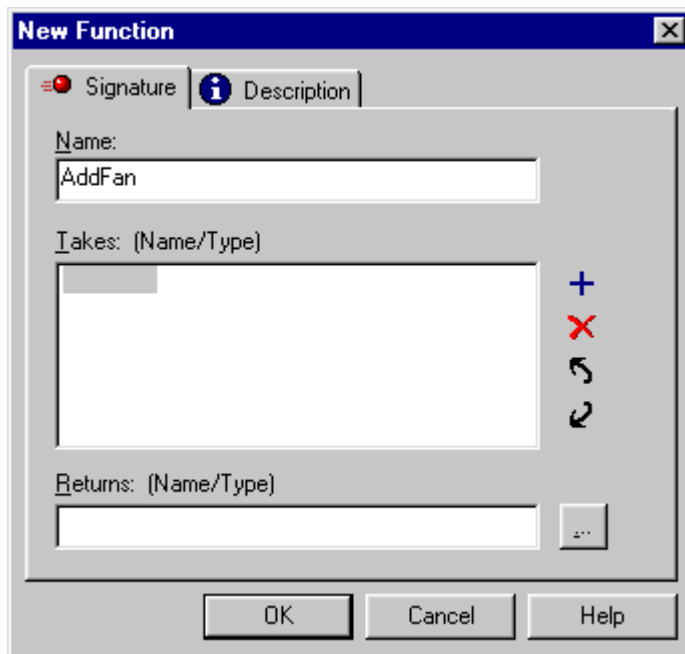 New Function
Signature
Description
Name:
AddFan
Takes: (Name/Type)
Returns: (Name/Type)
...
OK
Cancel
Help